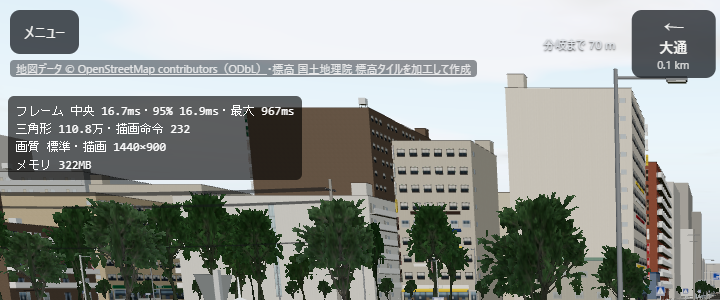 メニュー
分岐まで 70 m
←
大通
0.1 km
地図データ © OpenStreetMap contributors（ODbL）・標高 国土地理院 標高タイルを加工して作成
フレーム 中央 16.7ms・95% 16.9ms・最大 967ms
三角形 110.8万・描画命令 232
画質 標準・描画 1440×900
メモリ 322MB